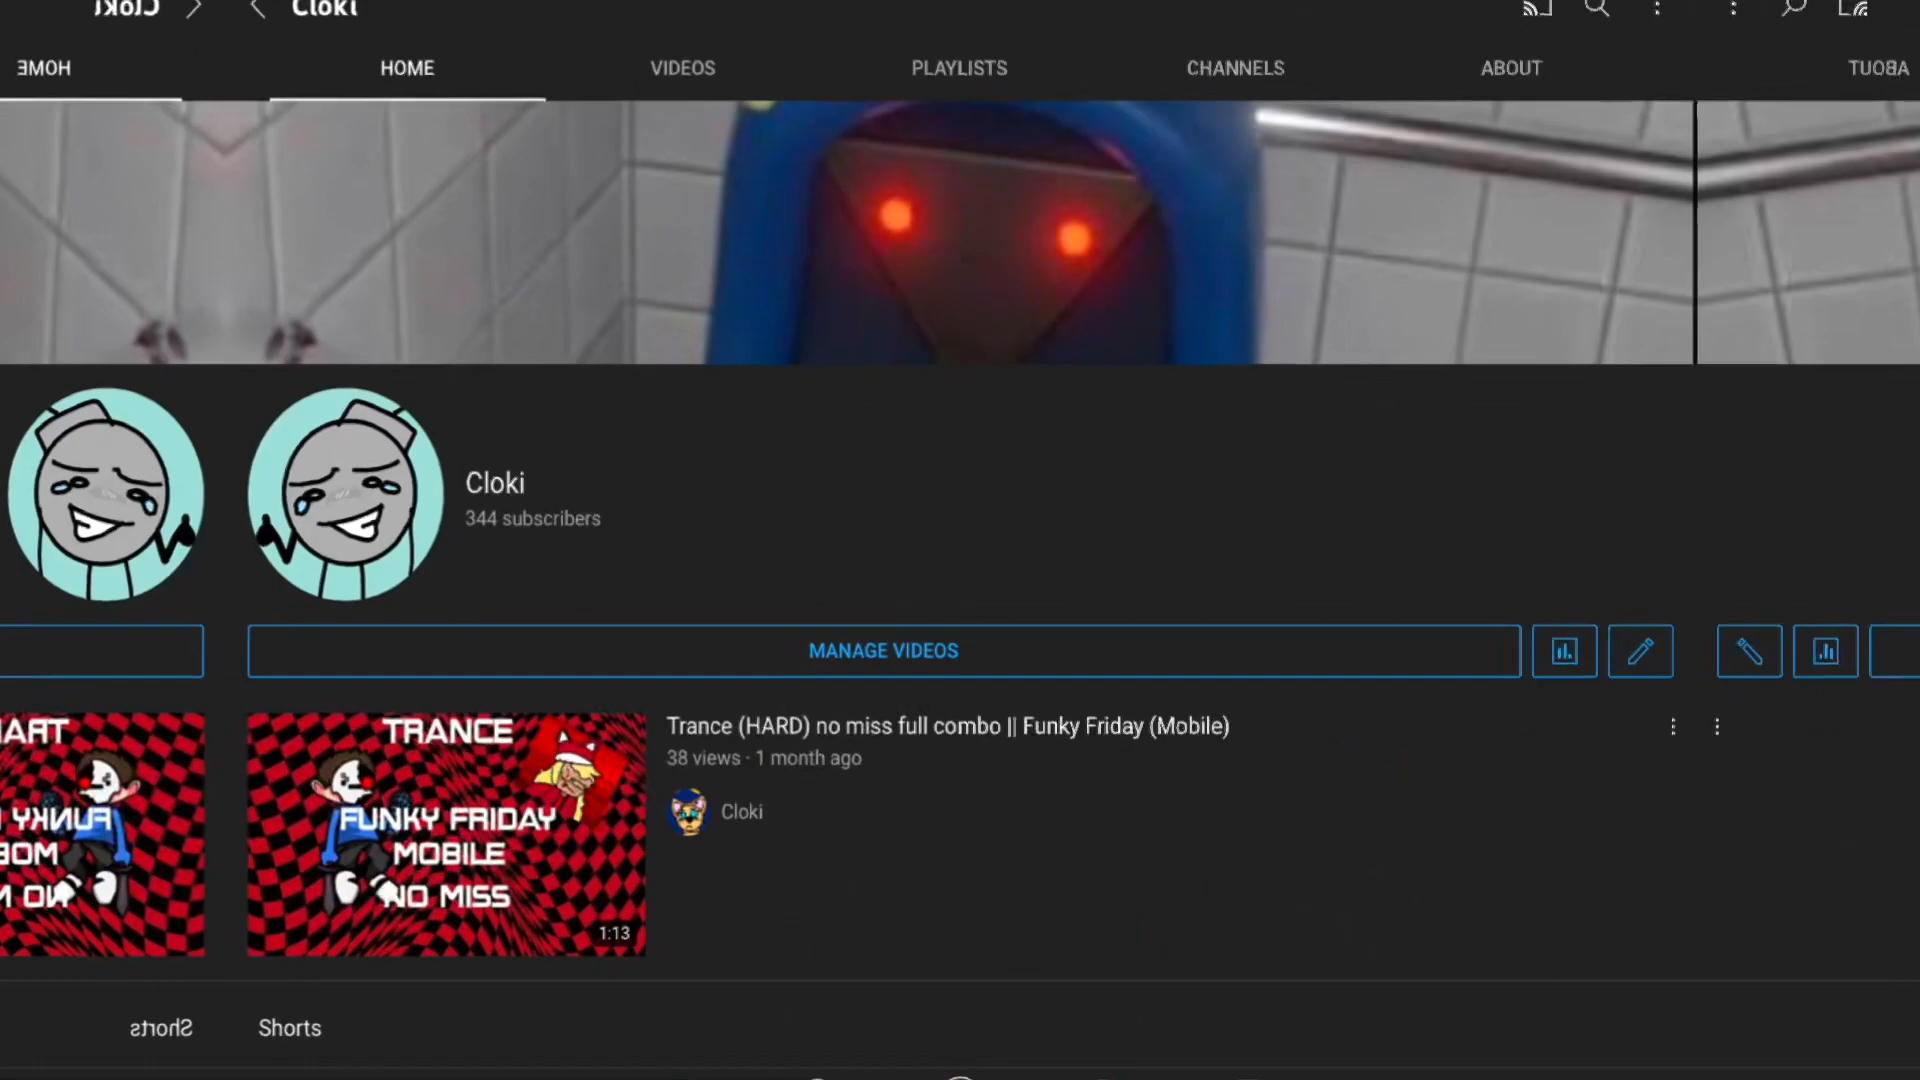 Cloki
HOME
VIDEOS
PLAYLISTS
CHANNELS
ABOUT
Cloki
344 subscribers
MANAGE VIDEOS
TRANCE
FUNKY FRIDAY
MOBILE
NO MISS
1:13
Trance (HARD) no miss full combo || Funky Friday (Mobile)
38 views · 1 month ago
Cloki
Shorts